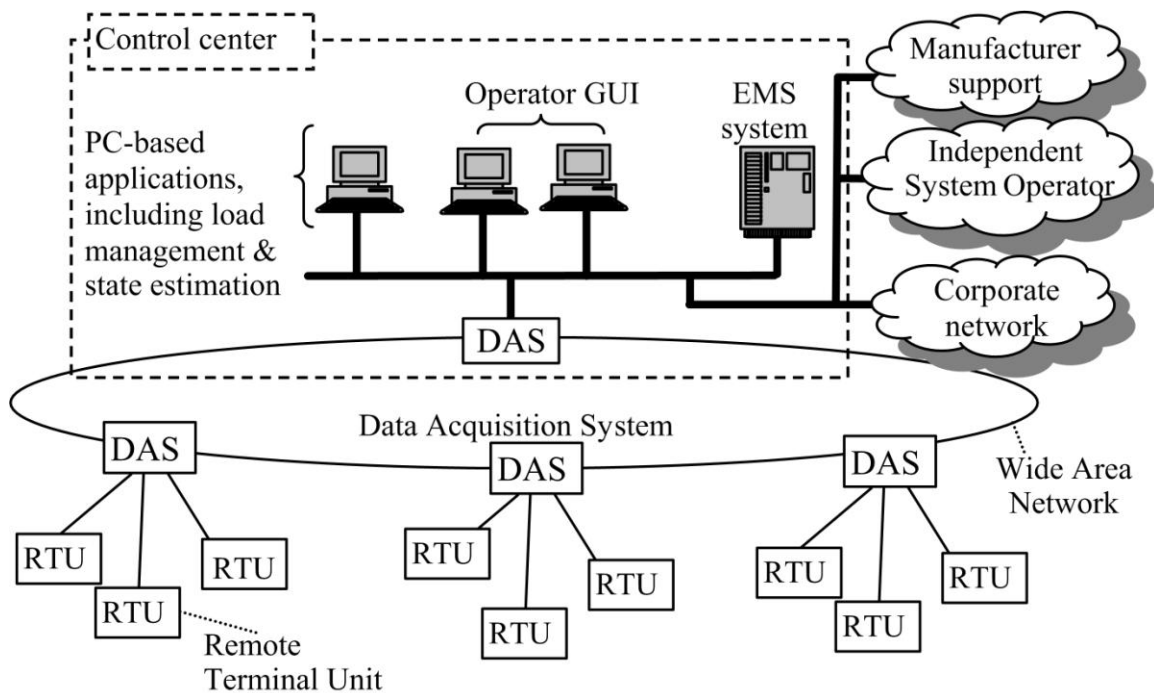 Control center
Manufacturer
support
Operator GUI
EMS
system
PC-based
applications,
including load
management &
state estimation
Independent
System Operator
Corporate
network
DAS
Data Acquisition System
DAS
DAS
DAS
Wide Area
Network
RTU
RTU
RTU
RTU
RTU
RTU
RTU
RTU
RTU
Remote
Terminal Unit